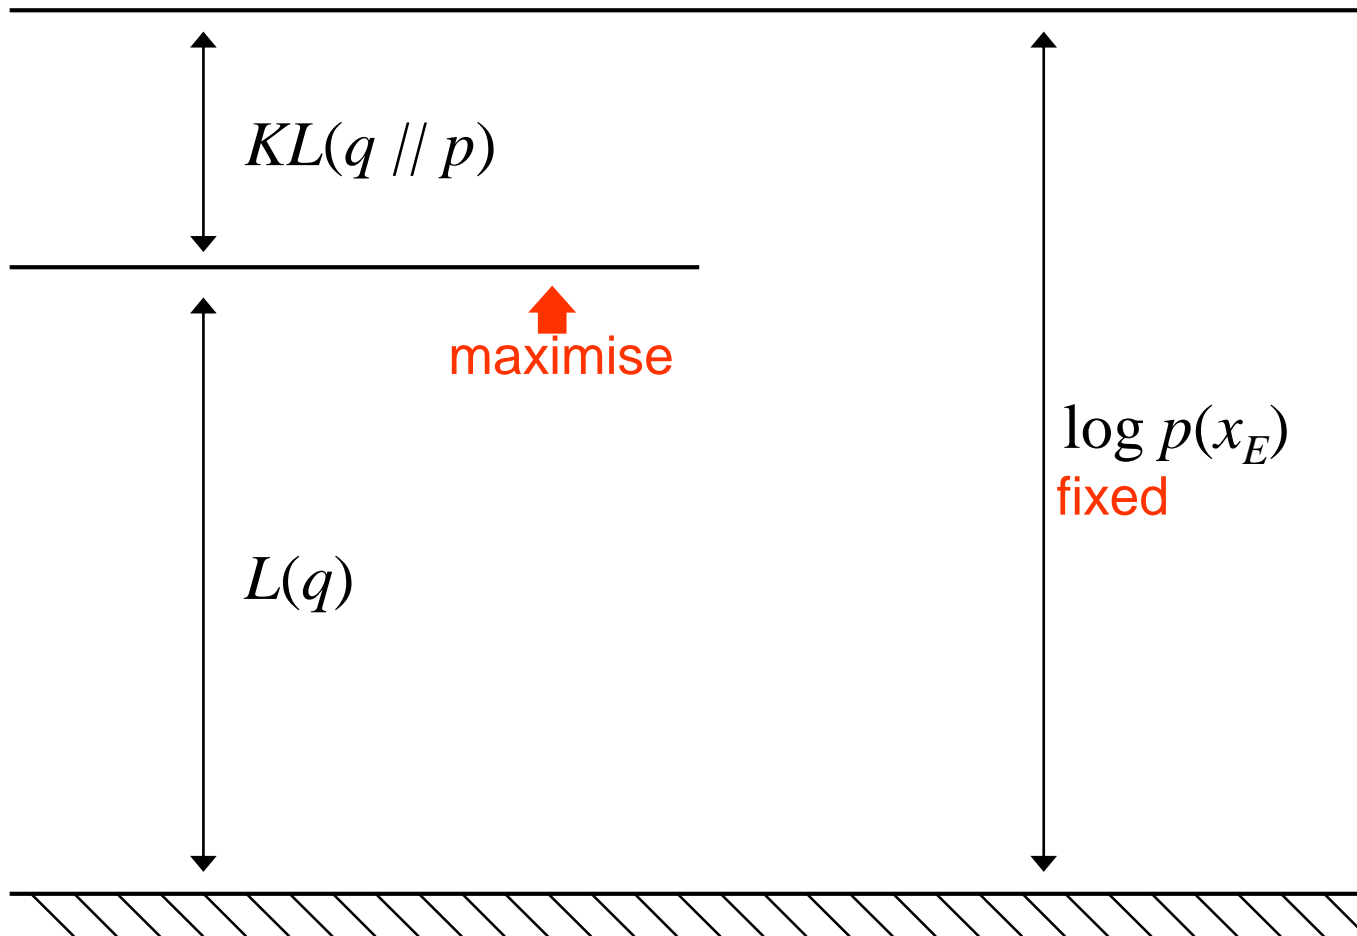 KL(q // p)
maximise
log p(x_E)
fixed
L(q)